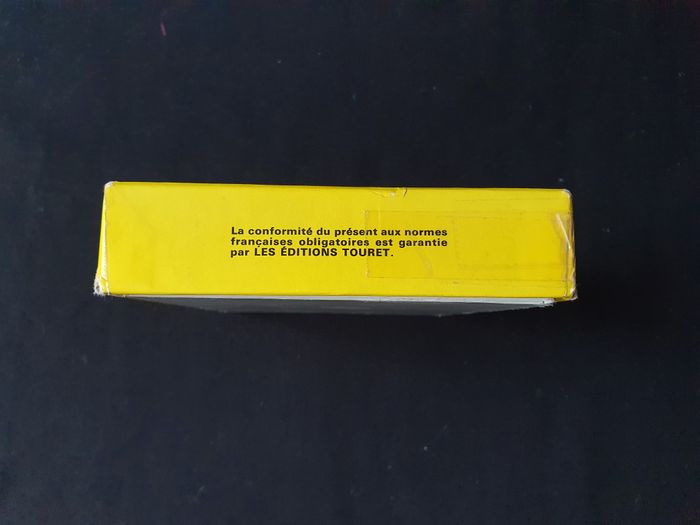 La conformité du présent aux normes
françaises obligatoires est garantie
par LES ÉDITIONS TOURET.